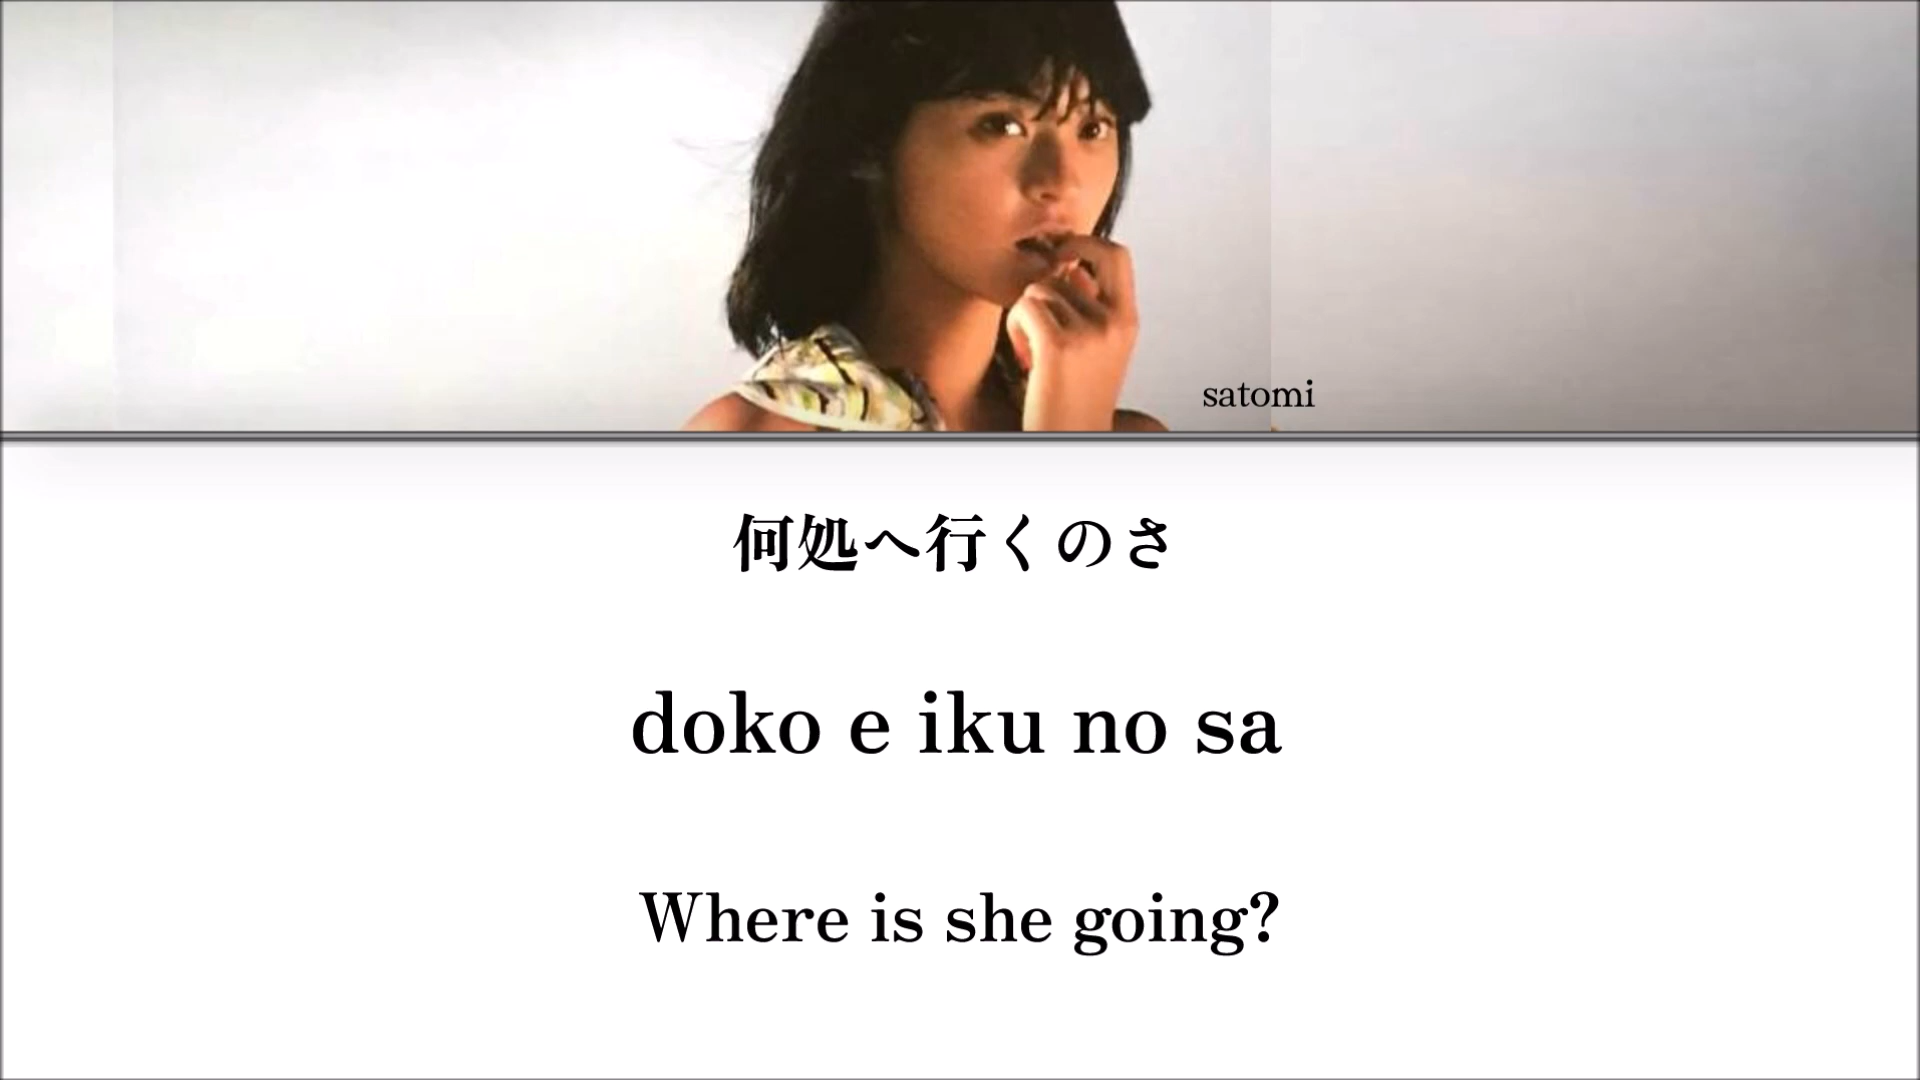 satomi
何処へ行くのさ
doko e iku no sa
Where is she going?